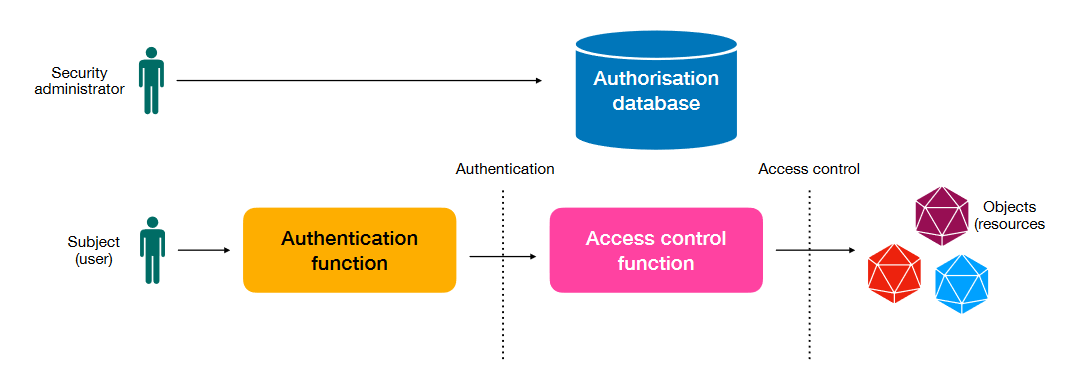 Security
administrator
Authorisation
database
Authentication
Access control
Subject
(user)
Authentication
function
Access control
function
Objects
(resources